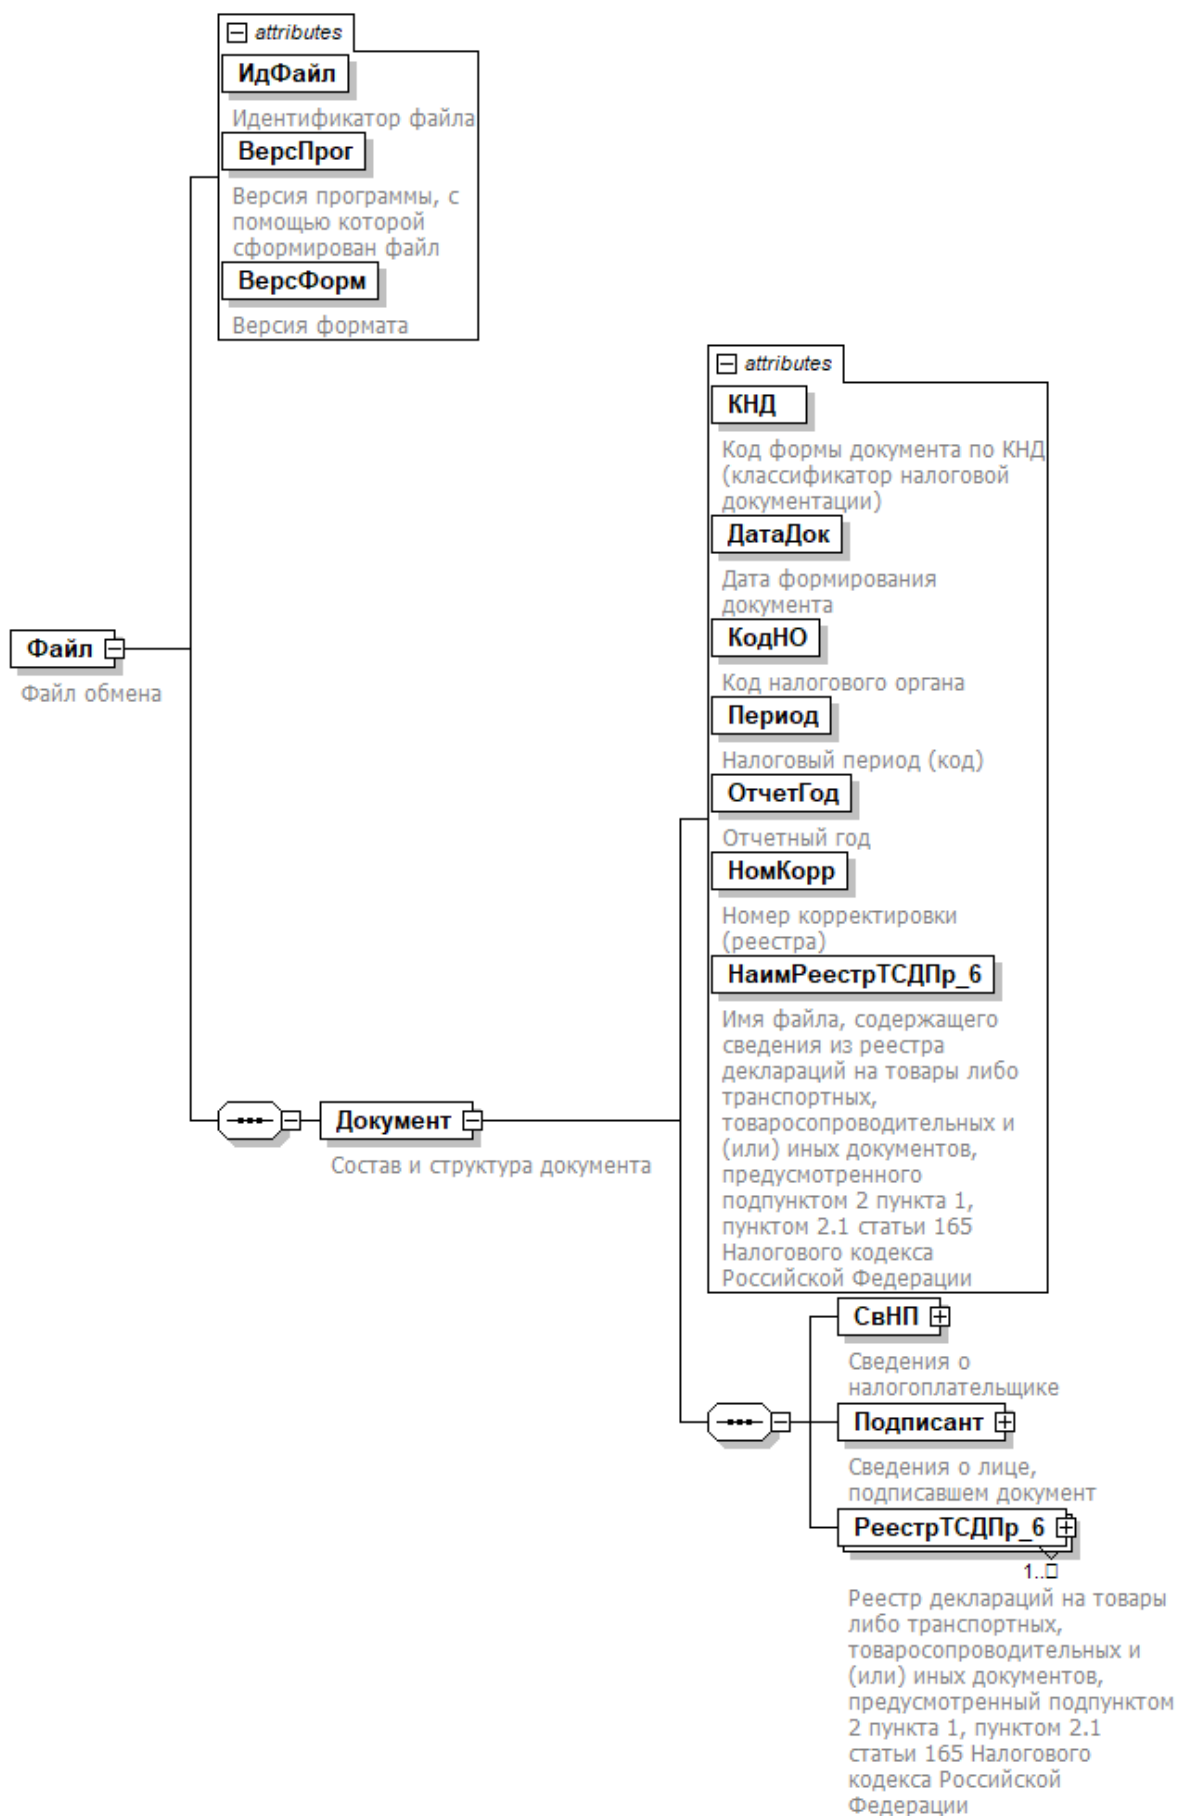 attributes
ИдФайл
Идентификатор файла
ВерсПрог
Версия программы, с
помощью которой
сформирован файл
ВерсФорм
Версия формата
Файл
Файл обмена
attributes
КНД
Код формы документа по КНД
(классификатор налоговой
документации)
ДатаДок
Дата формирования
документа
КодНО
Код налогового органа
Период
Налоговый период (код)
ОтчетГод
Отчетный год
НомКорр
Номер корректировки
(реестра)
НаимРеестрТСДПр_6
Имя файла, содержащего
сведения из реестра
деклараций на товары либо
транспортных,
товаросопроводительных и
(или) иных документов,
предусмотренного
подпунктом 2 пункта 1,
пунктом 2.1 статьи 165
Налогового кодекса
Российской Федерации
Документ
Состав и структура документа
СвНП
Сведения о
налогоплательщике
Подписант
Сведения о лице,
подписавшем документ
РеестрТСДПр_6
1..□
Реестр деклараций на товары
либо транспортных,
товаросопроводительных и
(или) иных документов,
предусмотренный подпунктом
2 пункта 1, пунктом 2.1
статьи 165 Налогового
кодекса Российской
Федерации